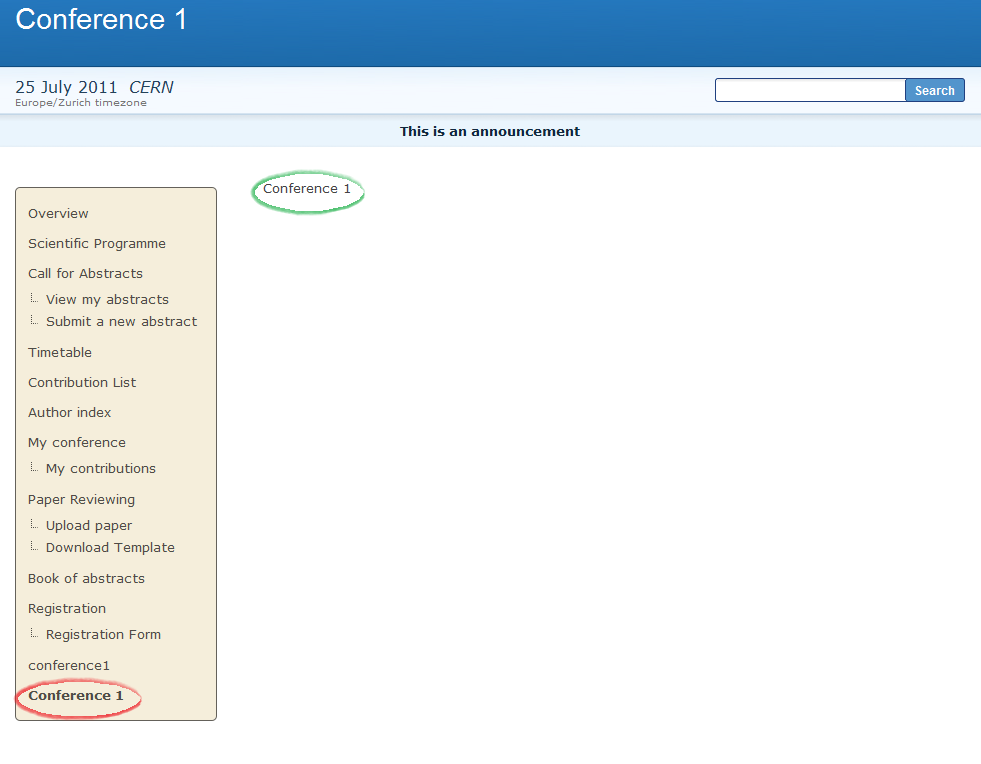 Conference 1
25 July 2011 CERN
Europe/Zurich timezone
Search
This is an announcement
Conference 1
Overview
Scientific Programme
Call for Abstracts
View my abstracts
Submit a new abstract
Timetable
Contribution List
Author index
My conference
My contributions
Paper Reviewing
Upload paper
Download Template
Book of abstracts
Registration
Registration Form
conference1
Conference 1